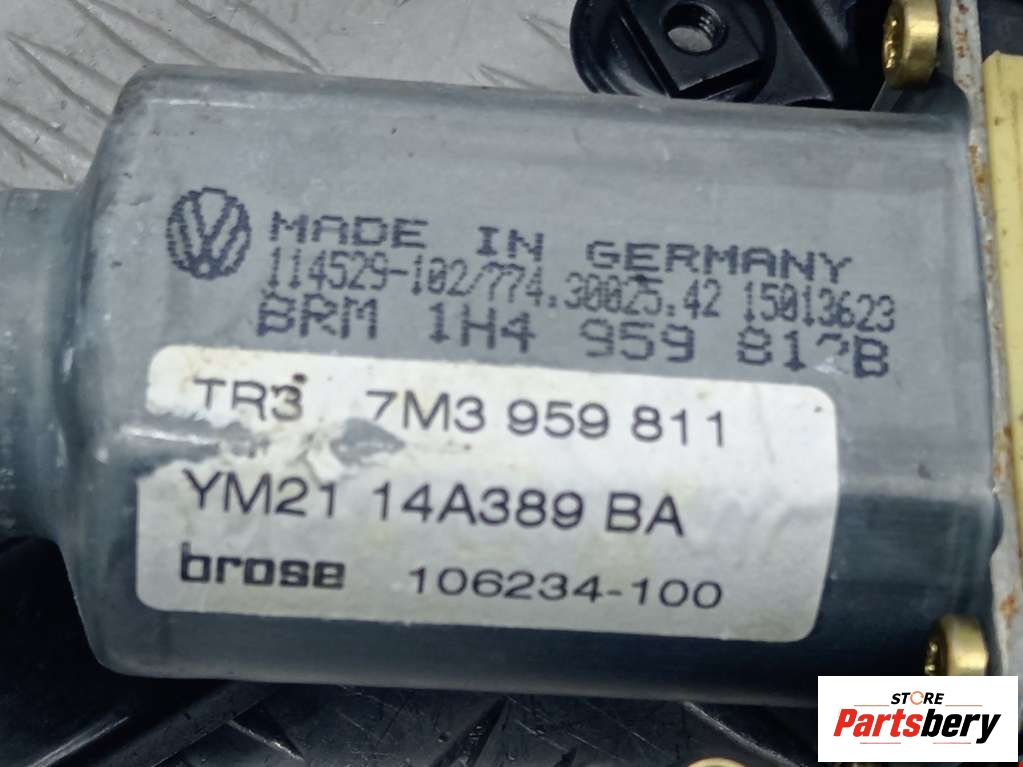 MADE IN GERMANY
114529-102/774.30025.42 15013623
BRM 1H4 959
TR3 7M3 959 811
YM21 14A389 BA
brose 106234-100
STORE
Partsbery